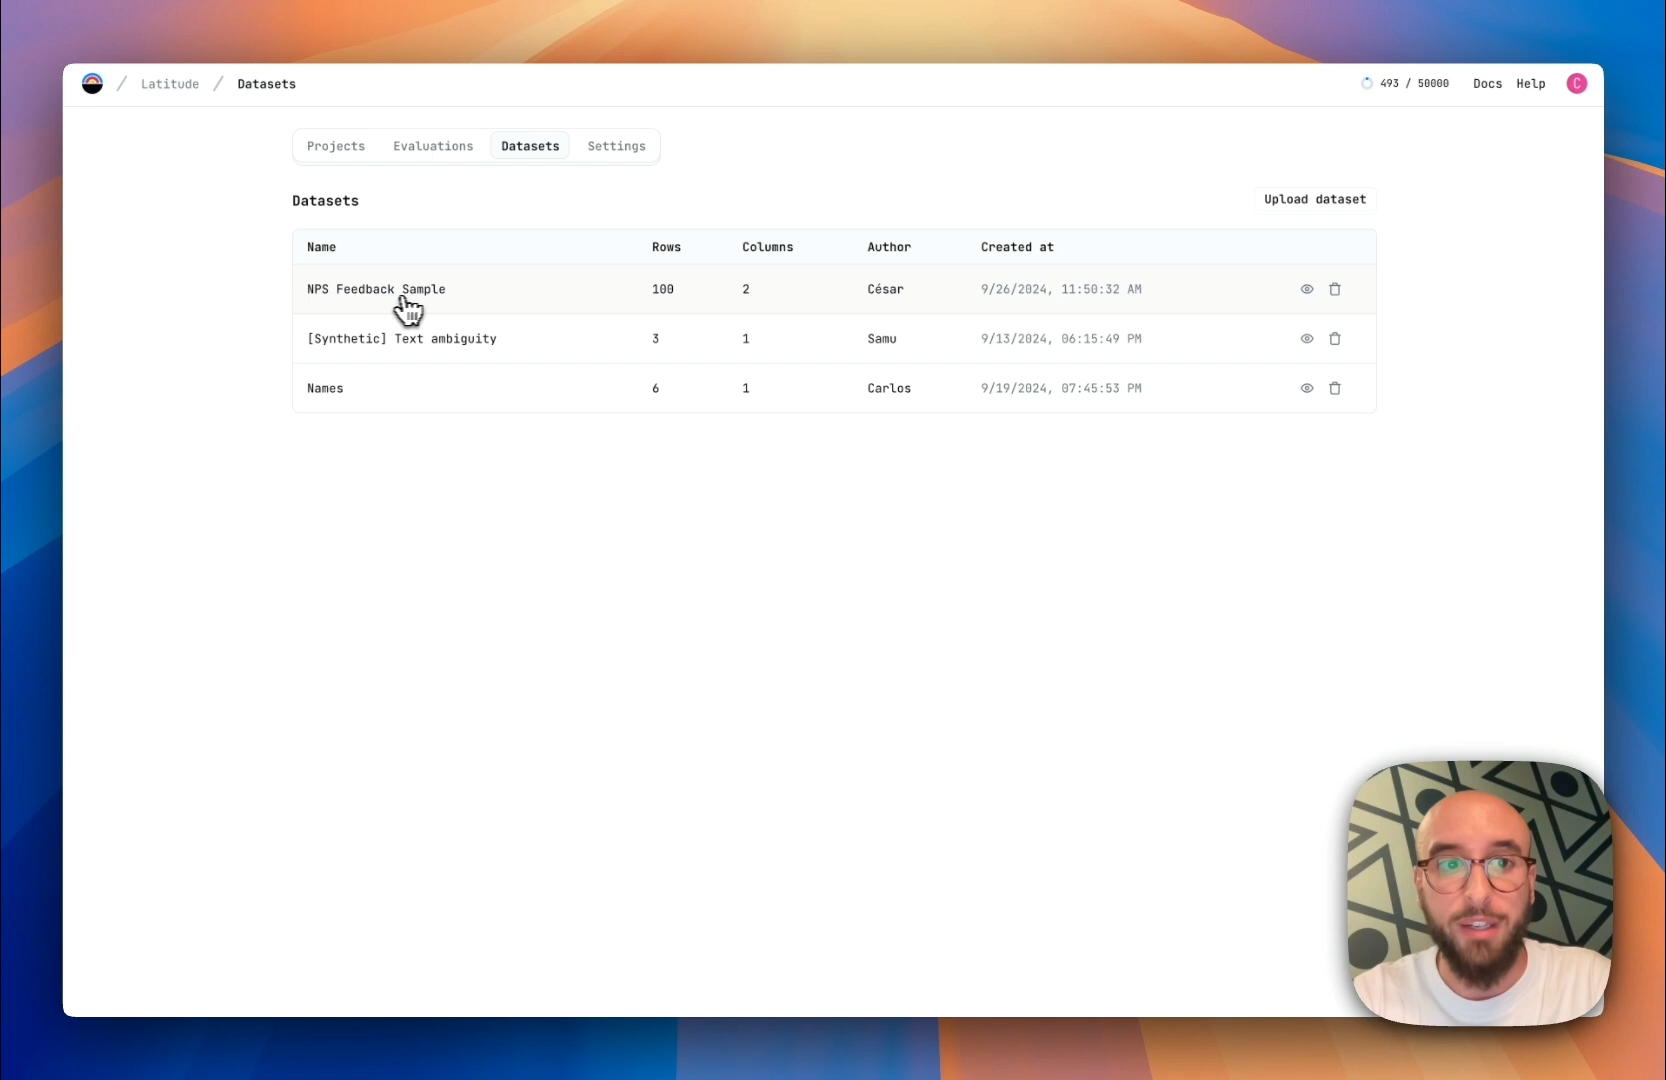 / Latitude / Datasets 493 / 50000 Docs Help C
Projects Evaluations Datasets Settings
Datasets Upload dataset
Name Rows Columns Author Created at
NPS Feedback Sample 100 2 César 9/26/2024, 11:50:32 AM
[Synthetic] Text ambiguity 3 1 Samu 9/13/2024, 06:15:49 PM
Names 6 1 Carlos 9/19/2024, 07:45:53 PM